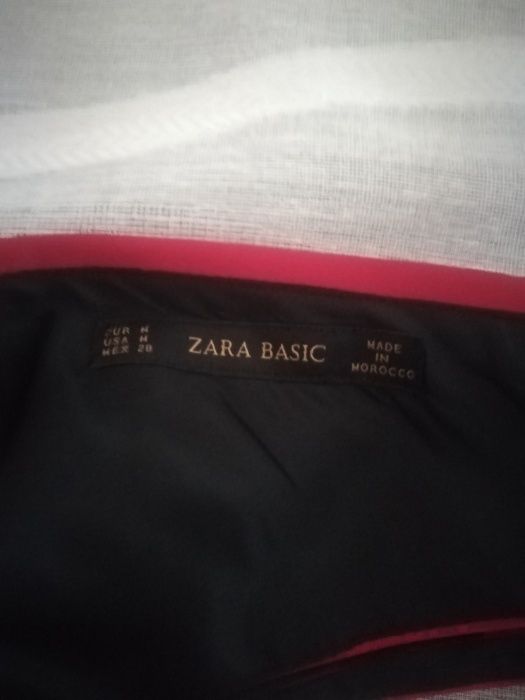 EUR M
USA M
MEX 28
ZARA BASIC
MADE
IN
MOROCCO